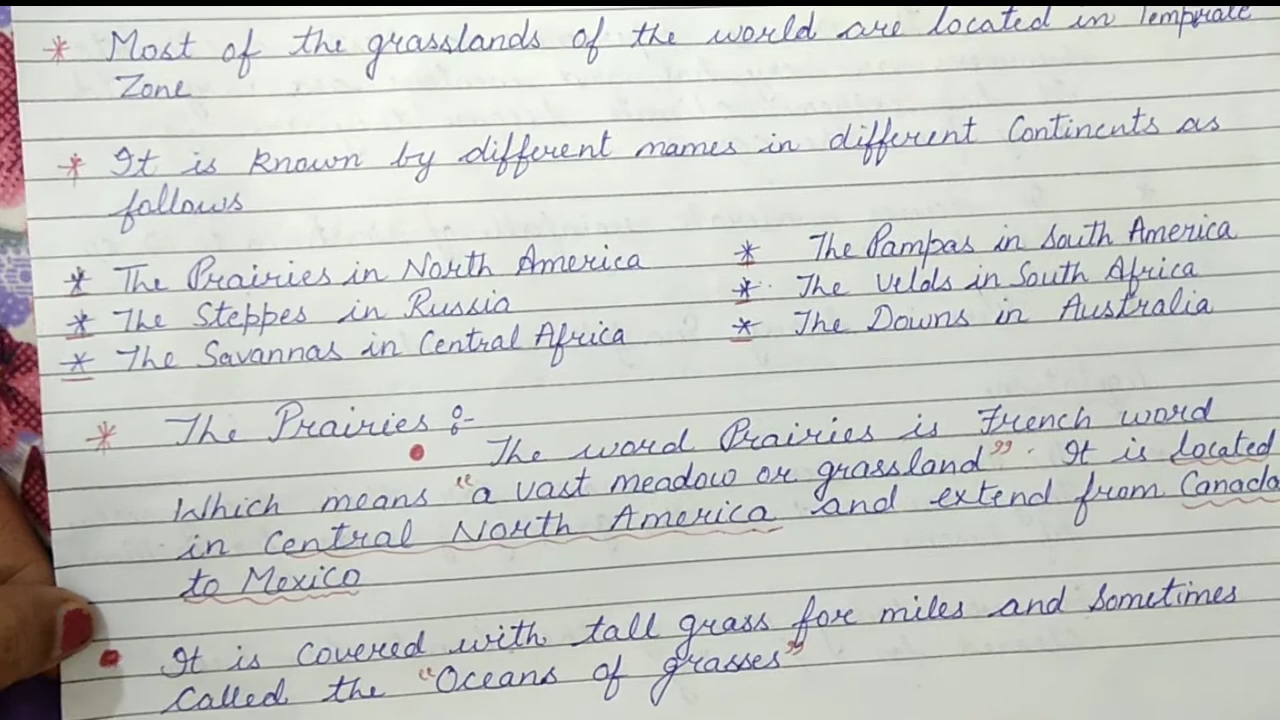 * Most of the grasslands of the world are located in Temprate
Zone
* It is known by different names in different Continents as
follows
* The Prairies in North America
* The Steppes in Russia
* The Savannas in Central Africa
* The Pampas in South America
* The Velds in South Africa
* The Downs in Australia
* The Prairies :-
• The word Prairies is French word
Which means "a vast meadow or grassland". It is located
in Central North America and extend from Canada
to Mexico
• It is covered with tall grass for miles and Sometimes
Called the "Oceans of grasses"